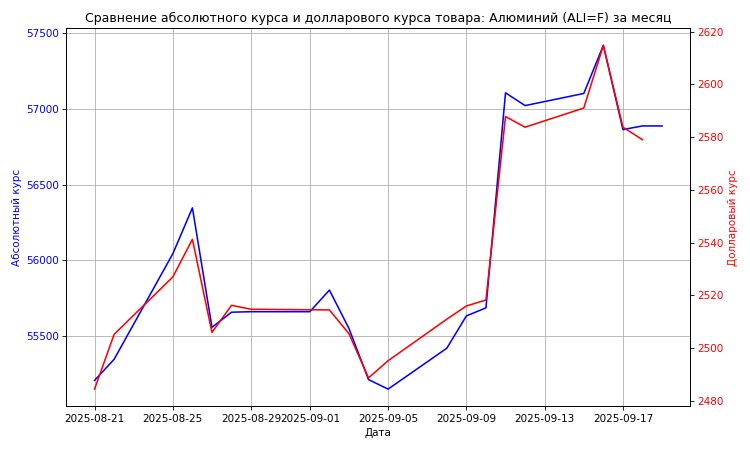 Сравнение абсолютного курса и долларового курса товара: Алюминий (ALI=F) за месяц
57500
57000
56500
56000
55500
Абсолютный курс
2620
2600
2580
2560
2540
2520
2500
2480
Долларовый курс
2025-08-21 2025-08-25 2025-08-29 2025-09-01 2025-09-05 2025-09-09 2025-09-13 2025-09-17
Дата